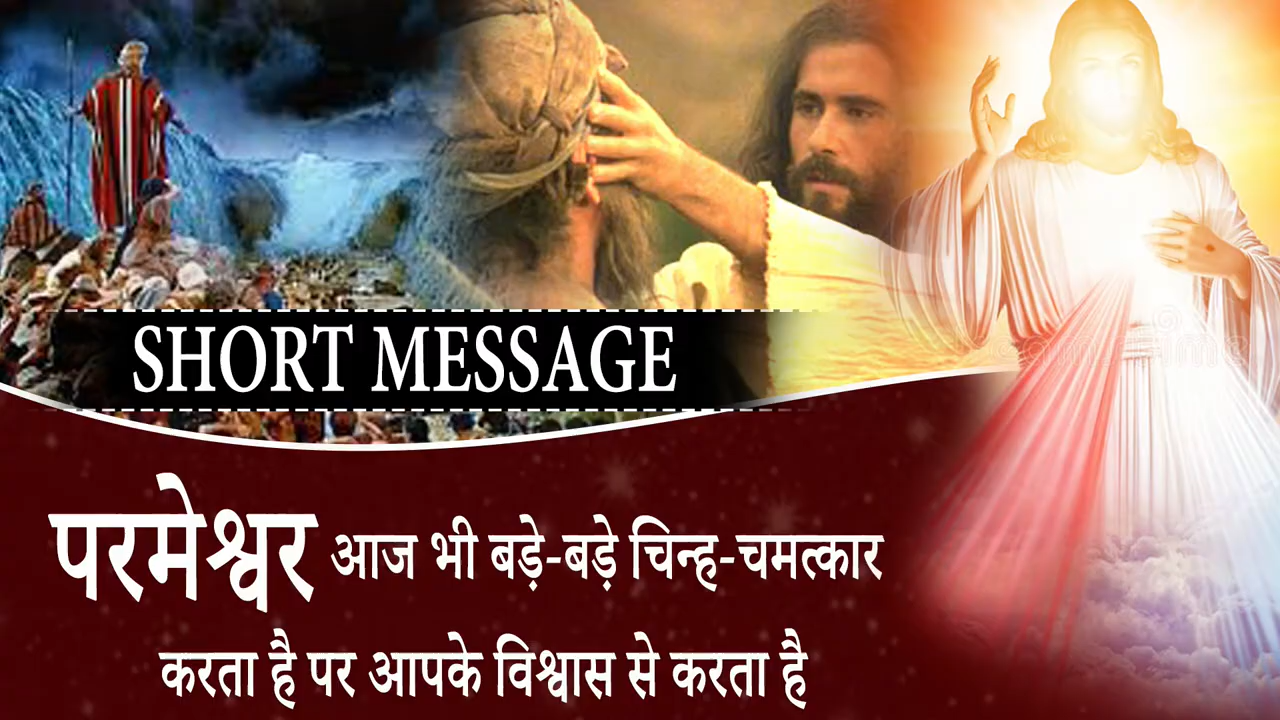 SHORT MESSAGE
परमेश्वर आज भी बड़े-बड़े चिन्ह-चमत्कार
करता है पर आपके विश्वास से करता है